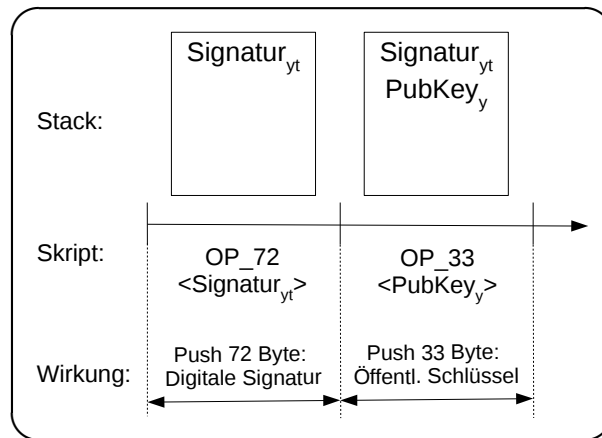 Signatur_yt
Signatur_yt
PubKey_y
Stack:
Skript:
OP_72
<Signatur_yt>
OP_33
<PubKey_y>
Wirkung:
Push 72 Byte:
Digitale Signatur
Push 33 Byte:
Öffentl. Schlüssel